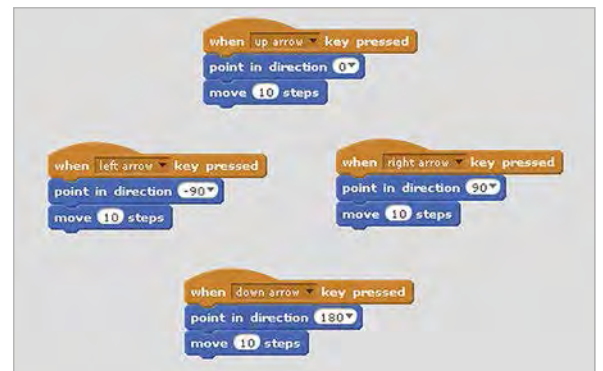 when up arrow key pressed
point in direction 0
move 10 steps
when left arrow key pressed
point in direction -90
move 10 steps
when right arrow key pressed
point in direction 90
move 10 steps
when down arrow key pressed
point in direction 180
move 10 steps